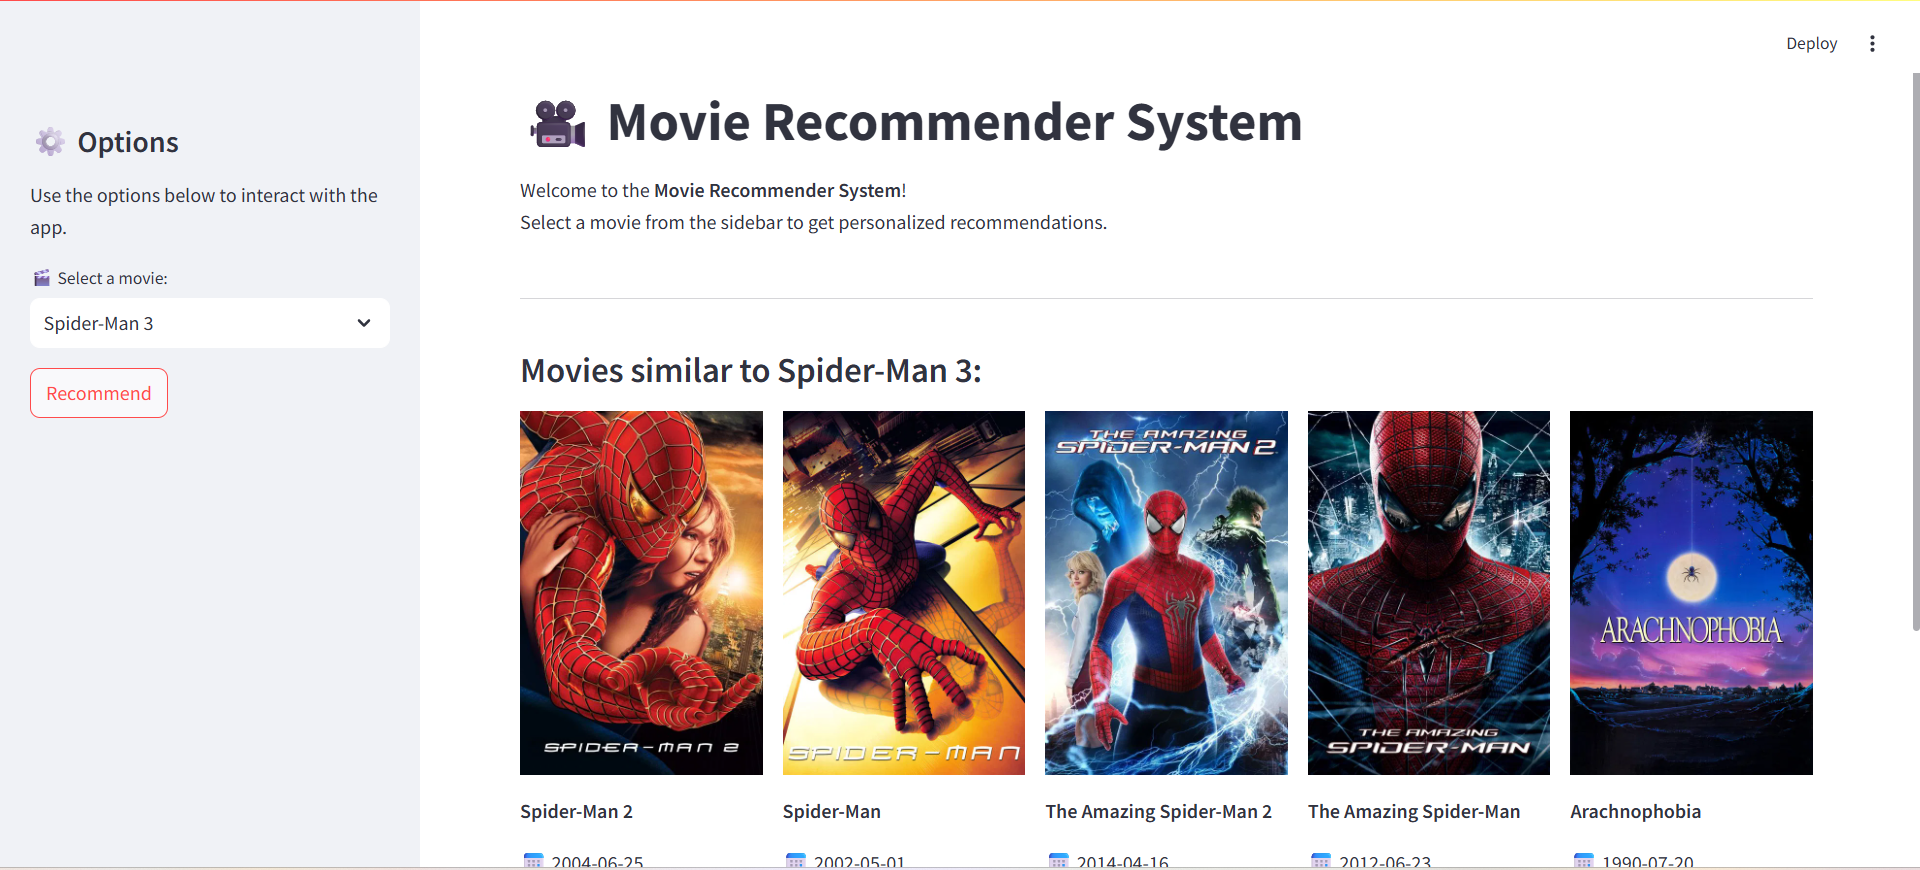 Deploy
Options
Use the options below to interact with the
app.
Select a movie:
Spider-Man 3
Recommend
Movie Recommender System
Welcome to the Movie Recommender System!
Select a movie from the sidebar to get personalized recommendations.
Movies similar to Spider-Man 3:
SPIDER-MAN 2
SPIDER-MAN
THE AMAZING
SPIDER-MAN 2
THE AMAZING
SPIDER-MAN
ARACHNOPHOBIA
Spider-Man 2
Spider-Man
The Amazing Spider-Man 2
The Amazing Spider-Man
Arachnophobia
2004-06-25
2002-05-01
2014-04-16
2012-06-23
1990-07-20